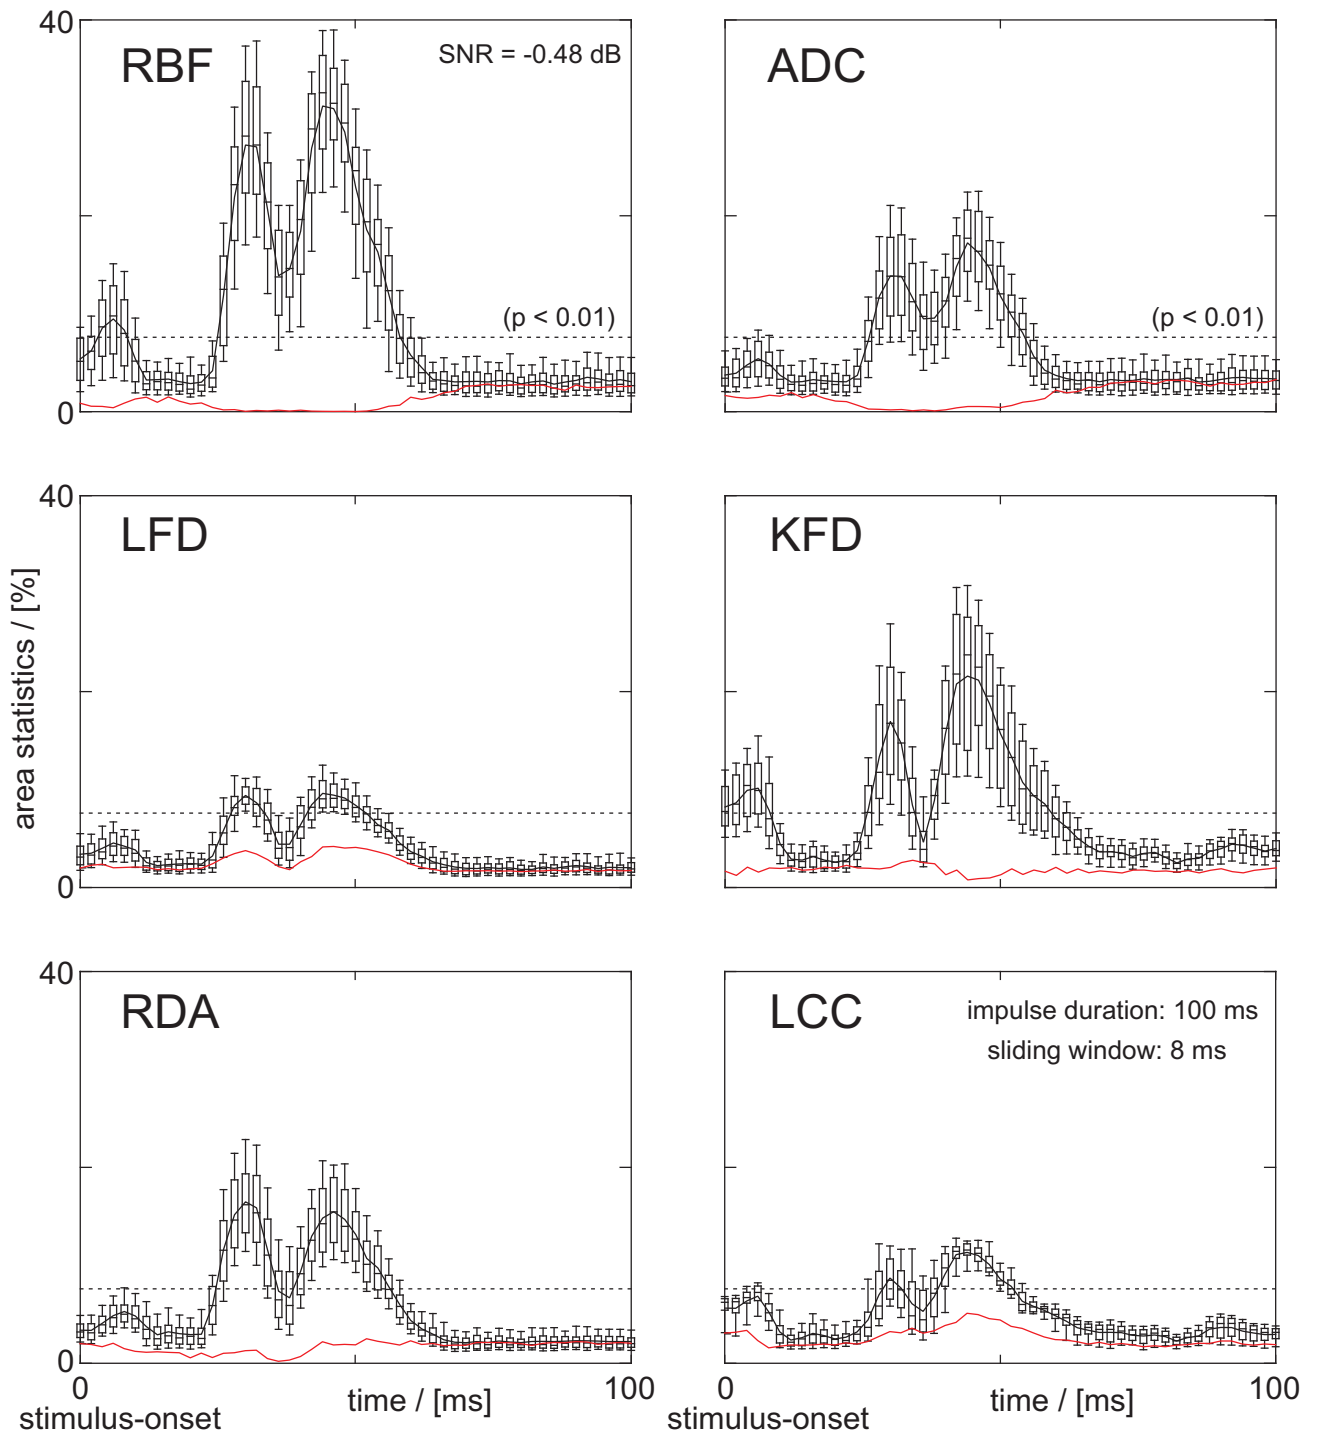 40
RBF
SNR = -0.48 dB
(p < 0.01)
0
ADC
(p < 0.01)
40
LFD
0
KFD
area statistics / [%]
40
RDA
0
LCC
impulse duration: 100 ms
sliding window: 8 ms
0
time / [ms]
100
stimulus-onset
0
time / [ms]
100
stimulus-onset